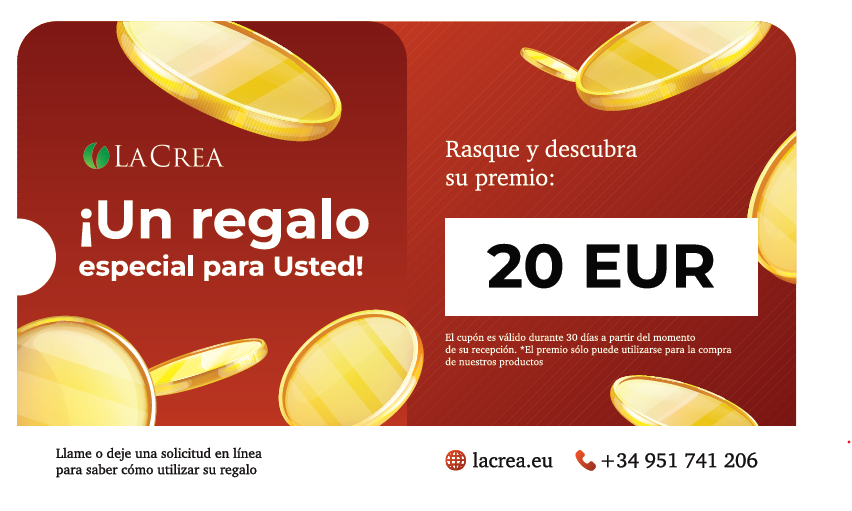 LACREA
¡Un regalo
especial para Usted!
Rasque y descubra
su premio:
20 EUR
El cupón es válido durante 30 días a partir del momento
de su recepción. *El premio sólo puede utilizarse para la compra
de nuestros productos
Llame o deje una solicitud en línea
para saber cómo utilizar su regalo
lacrea.eu
+34 951 741 206